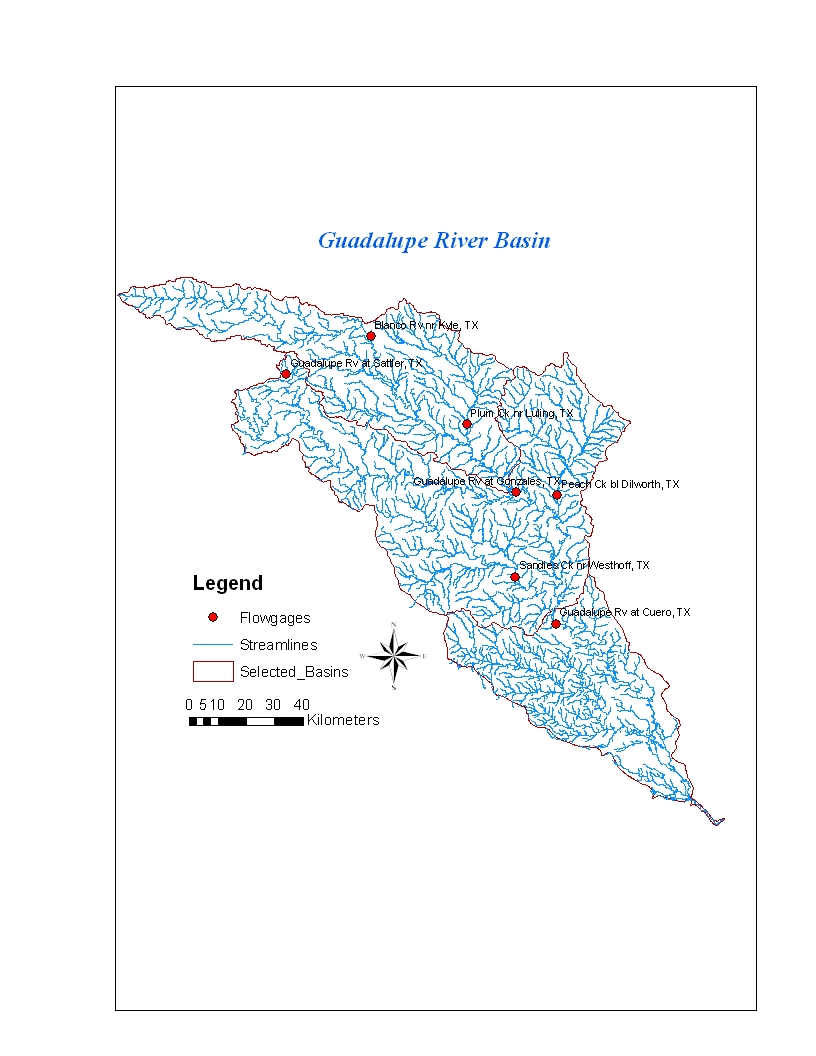 Guadalupe River Basin
Blanco Rv nr Kyle, TX
Guadalupe Rv at Sattler, TX
Plum Ck nr Luling, TX
Guadalupe Rv at Gonzales, TX
Peach Ck bl Dilworth, TX
Sandies Ck nr Westhoff, TX
Guadalupe Rv at Cuero, TX
Legend
Flowgages
Streamlines
Selected_Basins
0 5 10 20 30 40
Kilometers
N
W E
S